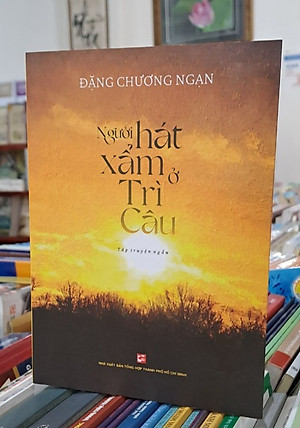 ĐẶNG CHƯƠNG NGẠN
Người hát
xẩm ở
Trì
Câu
Tập truyện ngắn
NHÀ XUẤT BẢN TỔNG HỢP THÀNH PHỐ HỒ CHÍ MINH